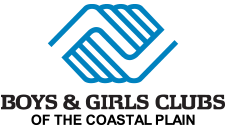 BOYS & GIRLS CLUBS
OF THE COASTAL PLAIN